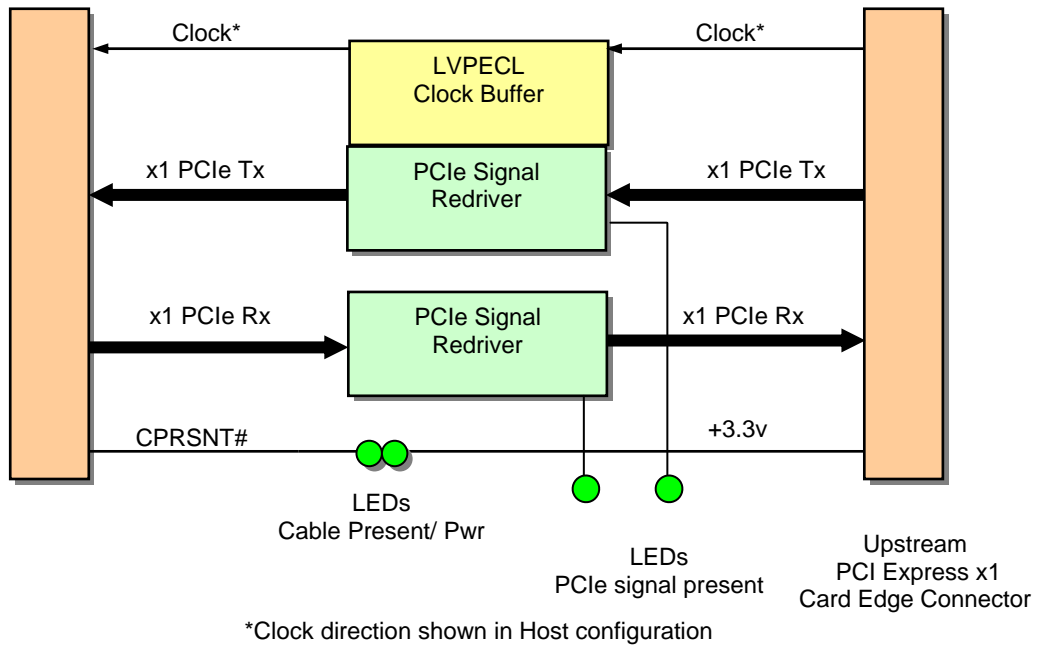 Clock*
Clock*
LVPECL
Clock Buffer
x1 PCIe Tx
PCIe Signal
Redriver
x1 PCIe Tx
x1 PCIe Rx
PCIe Signal
Redriver
x1 PCIe Rx
CPRSNT#
+3.3v
LEDs
Cable Present/ Pwr
LEDs
PCIe signal present
Upstream
PCI Express x1
Card Edge Connector
*Clock direction shown in Host configuration